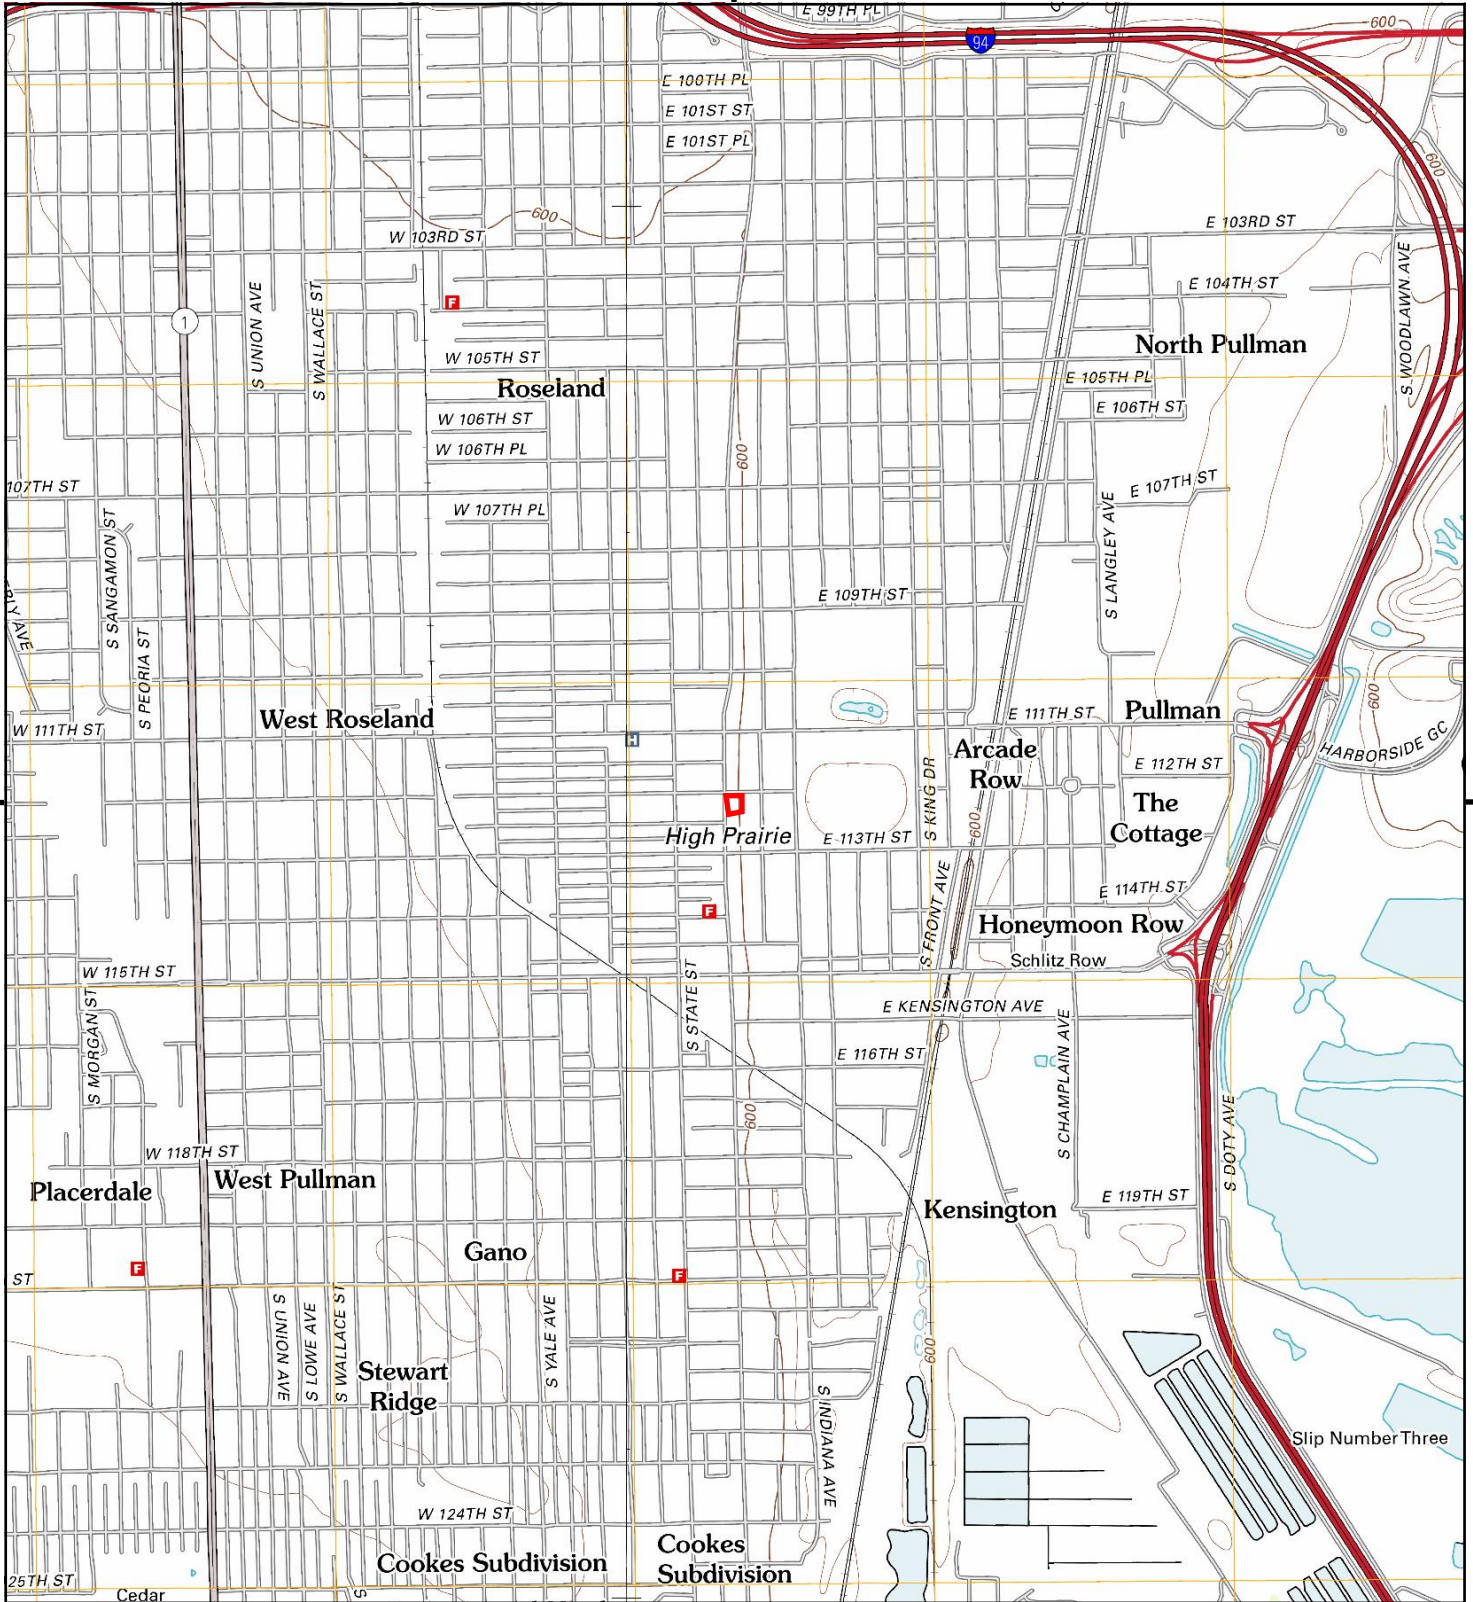 E 99TH PL
600
94
E 100TH PL
E 101ST ST
E 101ST PL
600
600
E 103RD ST
W 103RD ST
S WOODLAWN AVE
E 104TH ST
S UNION AVE
S WALLACE ST
F
1
North Pullman
W 105TH ST
E 105TH PL
Roseland
E 106TH ST
W 106TH ST
W 106TH PL
600
107TH ST
E 107TH ST
W 107TH PL
S LANGLEY AVE
S SANGAMON ST
E 109TH ST
AVE
S PEORIA ST
600
West Roseland
E 111TH ST
Pullman
W 111TH ST
H
HARBORSIDE GC
Arcade
Row
E 112TH ST
S KING DR
The
Cottage
600
High Prairie
E 113TH ST
E 114TH ST
F
S FRONT AVE
Honeymoon Row
Schlitz Row
W 115TH ST
S STATE ST
E KENSINGTON AVE
S MORGAN ST
E 116TH ST
S CHAMPLAIN AVE
600
S DOTY AVE
W 118TH ST
West Pullman
Placerdale
E 119TH ST
Kensington
Gano
F
F
ST
S UNION AVE
S LOWE AVE
S WALLACE ST
S YALE AVE
600
Stewart
Ridge
S INDIANA AVE
Slip Number Three
W 124TH ST
Cookes Subdivision
Cookes
Subdivision
25TH ST
Cedar
S